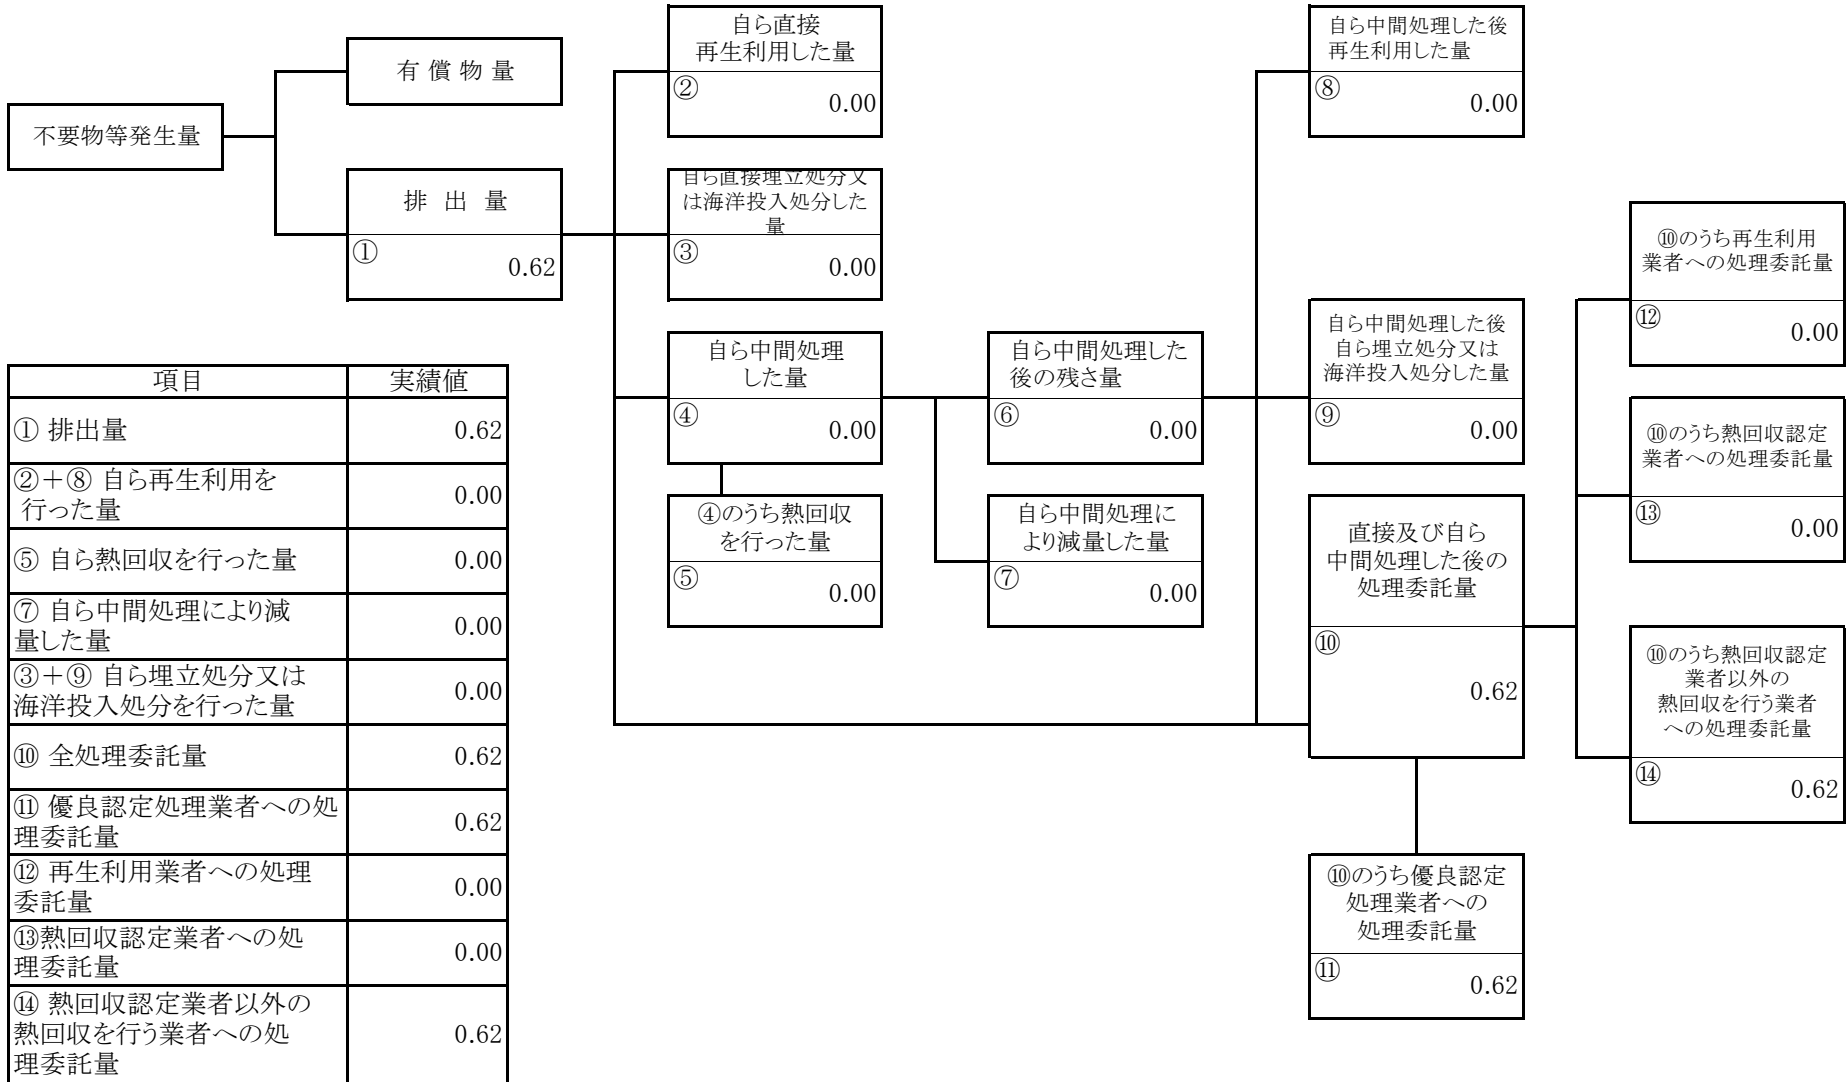 不要物等発生量
有償物量
排出量
①
0.62
自ら直接
再生利用した量
②
0.00
自ら直接埋立処分又
は海洋投入処分した
量
③
0.00
自ら中間処理
した量
④
0.00
④のうち熱回収
を行った量
⑤
0.00
自ら中間処理した
後の残さ量
⑥
0.00
自ら中間処理に
より減量した量
⑦
0.00
自ら中間処理した後
再生利用した量
⑧
0.00
自ら中間処理した後
自ら埋立処分又は
海洋投入処分した量
⑨
0.00
直接及び自ら
中間処理した後の
処理委託量
⑩
0.62
⑩のうち優良認定
処理業者への
処理委託量
⑪
0.62
⑩のうち再生利用
業者への処理委託量
⑫
0.00
⑩のうち熱回収認定
業者への処理委託量
⑬
0.00
⑩のうち熱回収認定
業者以外の
熱回収を行う業者
への処理委託量
⑭
0.62
項目 実績値
① 排出量 0.62
②+⑧ 自ら再生利用を
行った量 0.00
⑤ 自ら熱回収を行った量 0.00
⑦ 自ら中間処理により減
量した量 0.00
③+⑨ 自ら埋立処分又は
海洋投入処分を行った量 0.00
⑩ 全処理委託量 0.62
⑪ 優良認定処理業者への処
理委託量 0.62
⑫ 再生利用業者への処理
委託量 0.00
⑬熱回収認定業者への処
理委託量 0.00
⑭ 熱回収認定業者以外の
熱回収を行う業者への処
理委託量 0.62